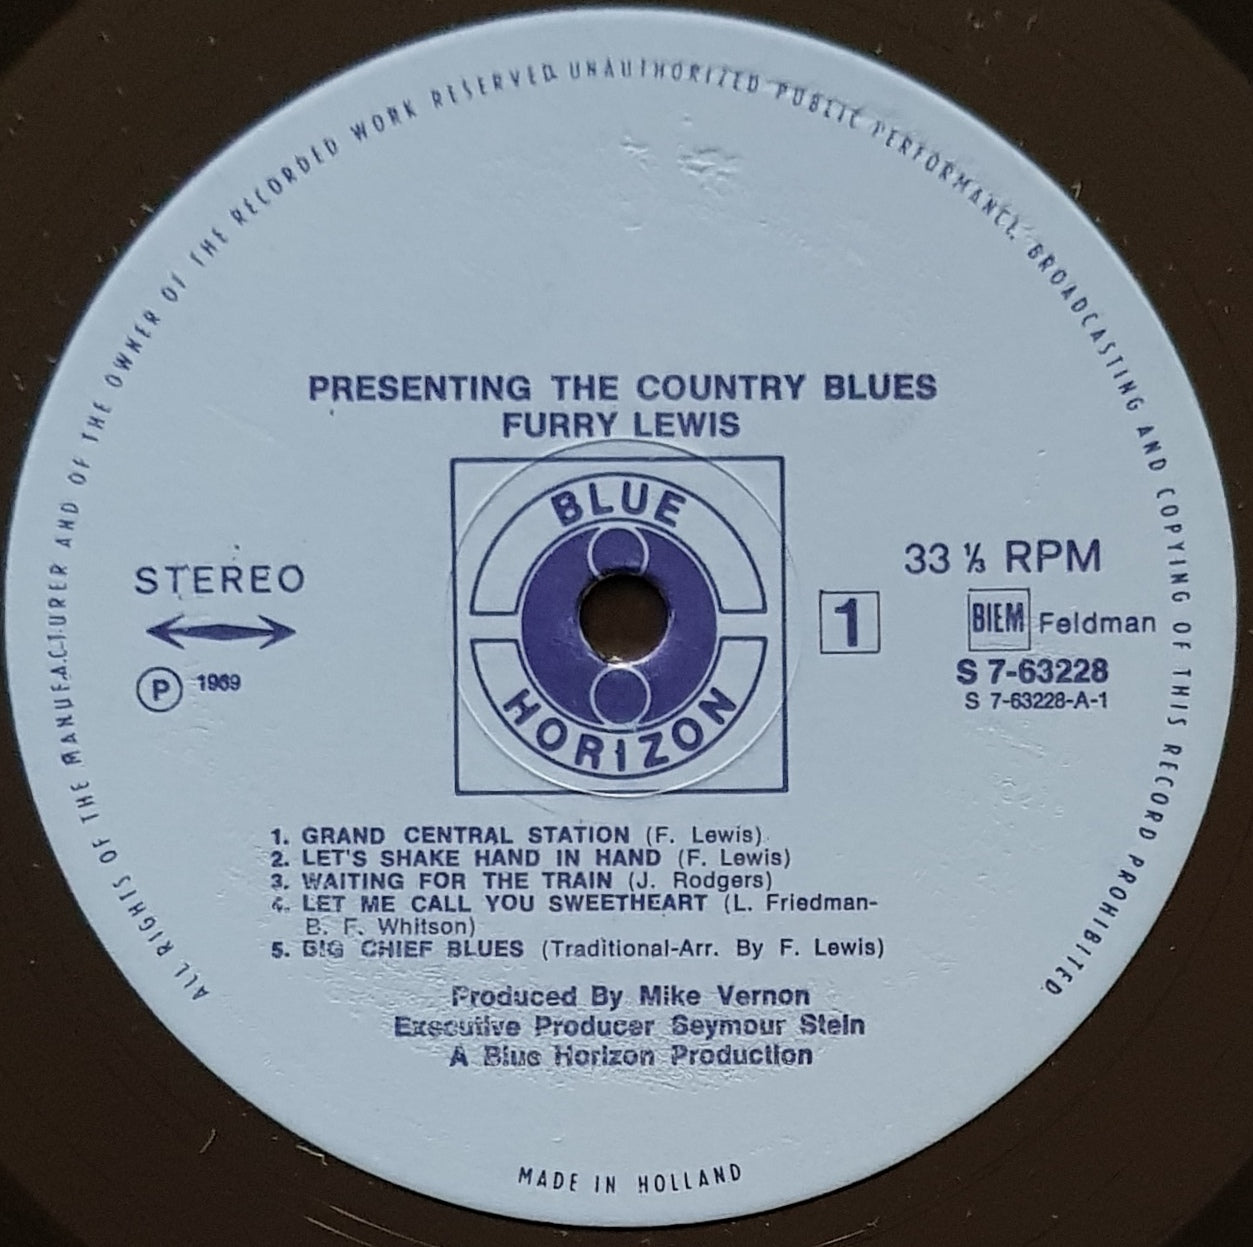 ALL RIGHTS OF THE MANUFACTURER AND OF THE OWNER OF THE RECORDED WORK RESERVED. UNAUTHORIZED PUBLIC PERFORMANCE, BROADCASTING AND COPYING OF THIS RECORD PROHIBITED.
PRESENTING THE COUNTRY BLUES
FURRY LEWIS
BLUE
HORIZON
STEREO
Ⓟ 1969
1
33 ⅓ RPM
BIEM Feldman
S 7-63228
S 7-63228-A-1
1. GRAND CENTRAL STATION (F. Lewis)
2. LET'S SHAKE HAND IN HAND (F. Lewis)
3. WAITING FOR THE TRAIN (J. Rodgers)
4. LET ME CALL YOU SWEETHEART (L. Friedman-
B. F. Whitson)
5. BIG CHIEF BLUES (Traditional-Arr. By F. Lewis)
Produced By Mike Vernon
Executive Producer Seymour Stein
A Blue Horizon Production
MADE IN HOLLAND